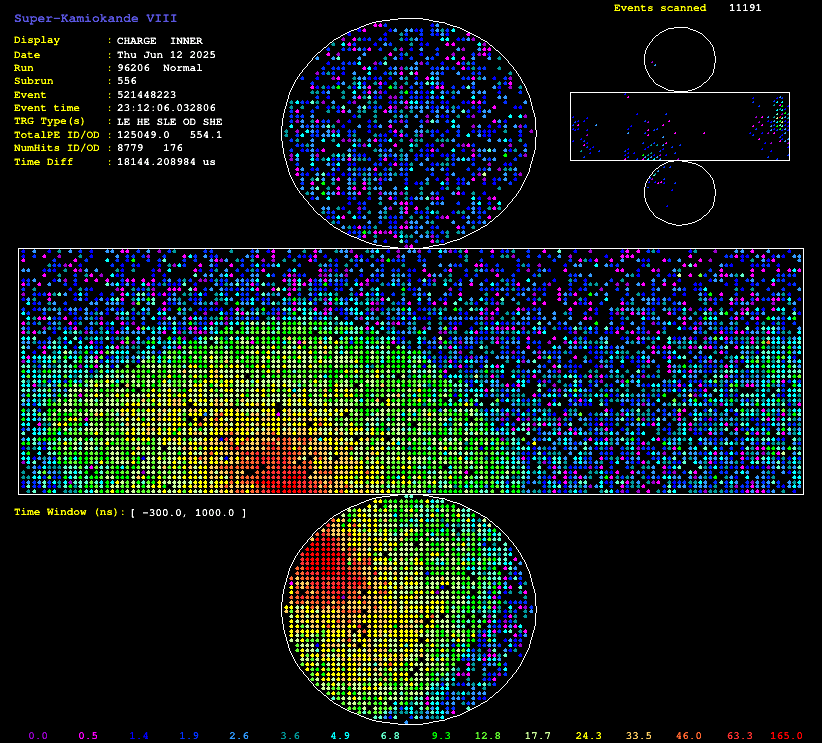 Super-Kamiokande VIII
Events scanned 11191
Display : CHARGE INNER
Date : Thu Jun 12 2025
Run : 96206 Normal
Subrun : 556
Event : 521448223
Event time : 23:12:06.032806
TRG Type(s) : LE HE SLE OD SHE
TotalPE ID/OD : 125049.0 554.1
NumHits ID/OD : 8779 176
Time Diff : 18144.208984 us
Time Window (ns): [ -300.0, 1000.0 ]
0.0 0.5 1.4 1.9 2.6 3.6 4.9 6.8 9.3 12.8 17.7 24.3 33.5 46.0 63.3 165.0